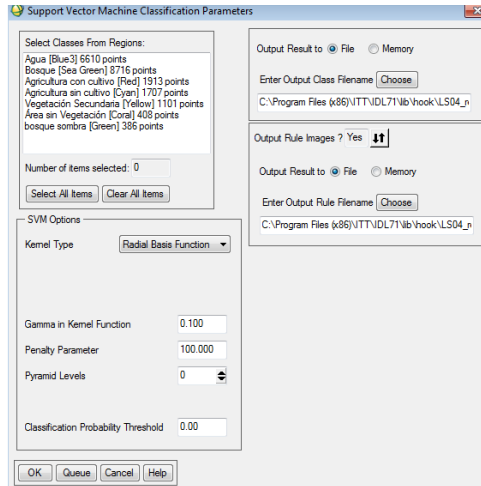 Support Vector Machine Classification Parameters
Select Classes From Regions:
Agua [Blue3] 6610 points
Bosque [Sea Green] 8716 points
Agricultura con cultivo [Red] 1913 points
Agricultura sin cultivo [Cyan] 1707 points
Vegetación Secundaria [Yellow] 1101 points
Área sin Vegetación [Coral] 408 points
bosque sombra [Green] 386 points
Number of items selected: 0
Select All Items Clear All Items
SVM Options
Kernel Type Radial Basis Function
Gamma in Kernel Function 0.100
Penalty Parameter 100.000
Pyramid Levels 0
Classification Probability Threshold 0.00
OK Queue Cancel Help
Output Result to File Memory
Enter Output Class Filename Choose
C:\Program Files (x86)\ITT\IDL71\lib\hook\LS04_r
Output Rule Images ? Yes
Output Result to File Memory
Enter Output Rule Filename Choose
C:\Program Files (x86)\ITT\IDL71\lib\hook\LS04_r